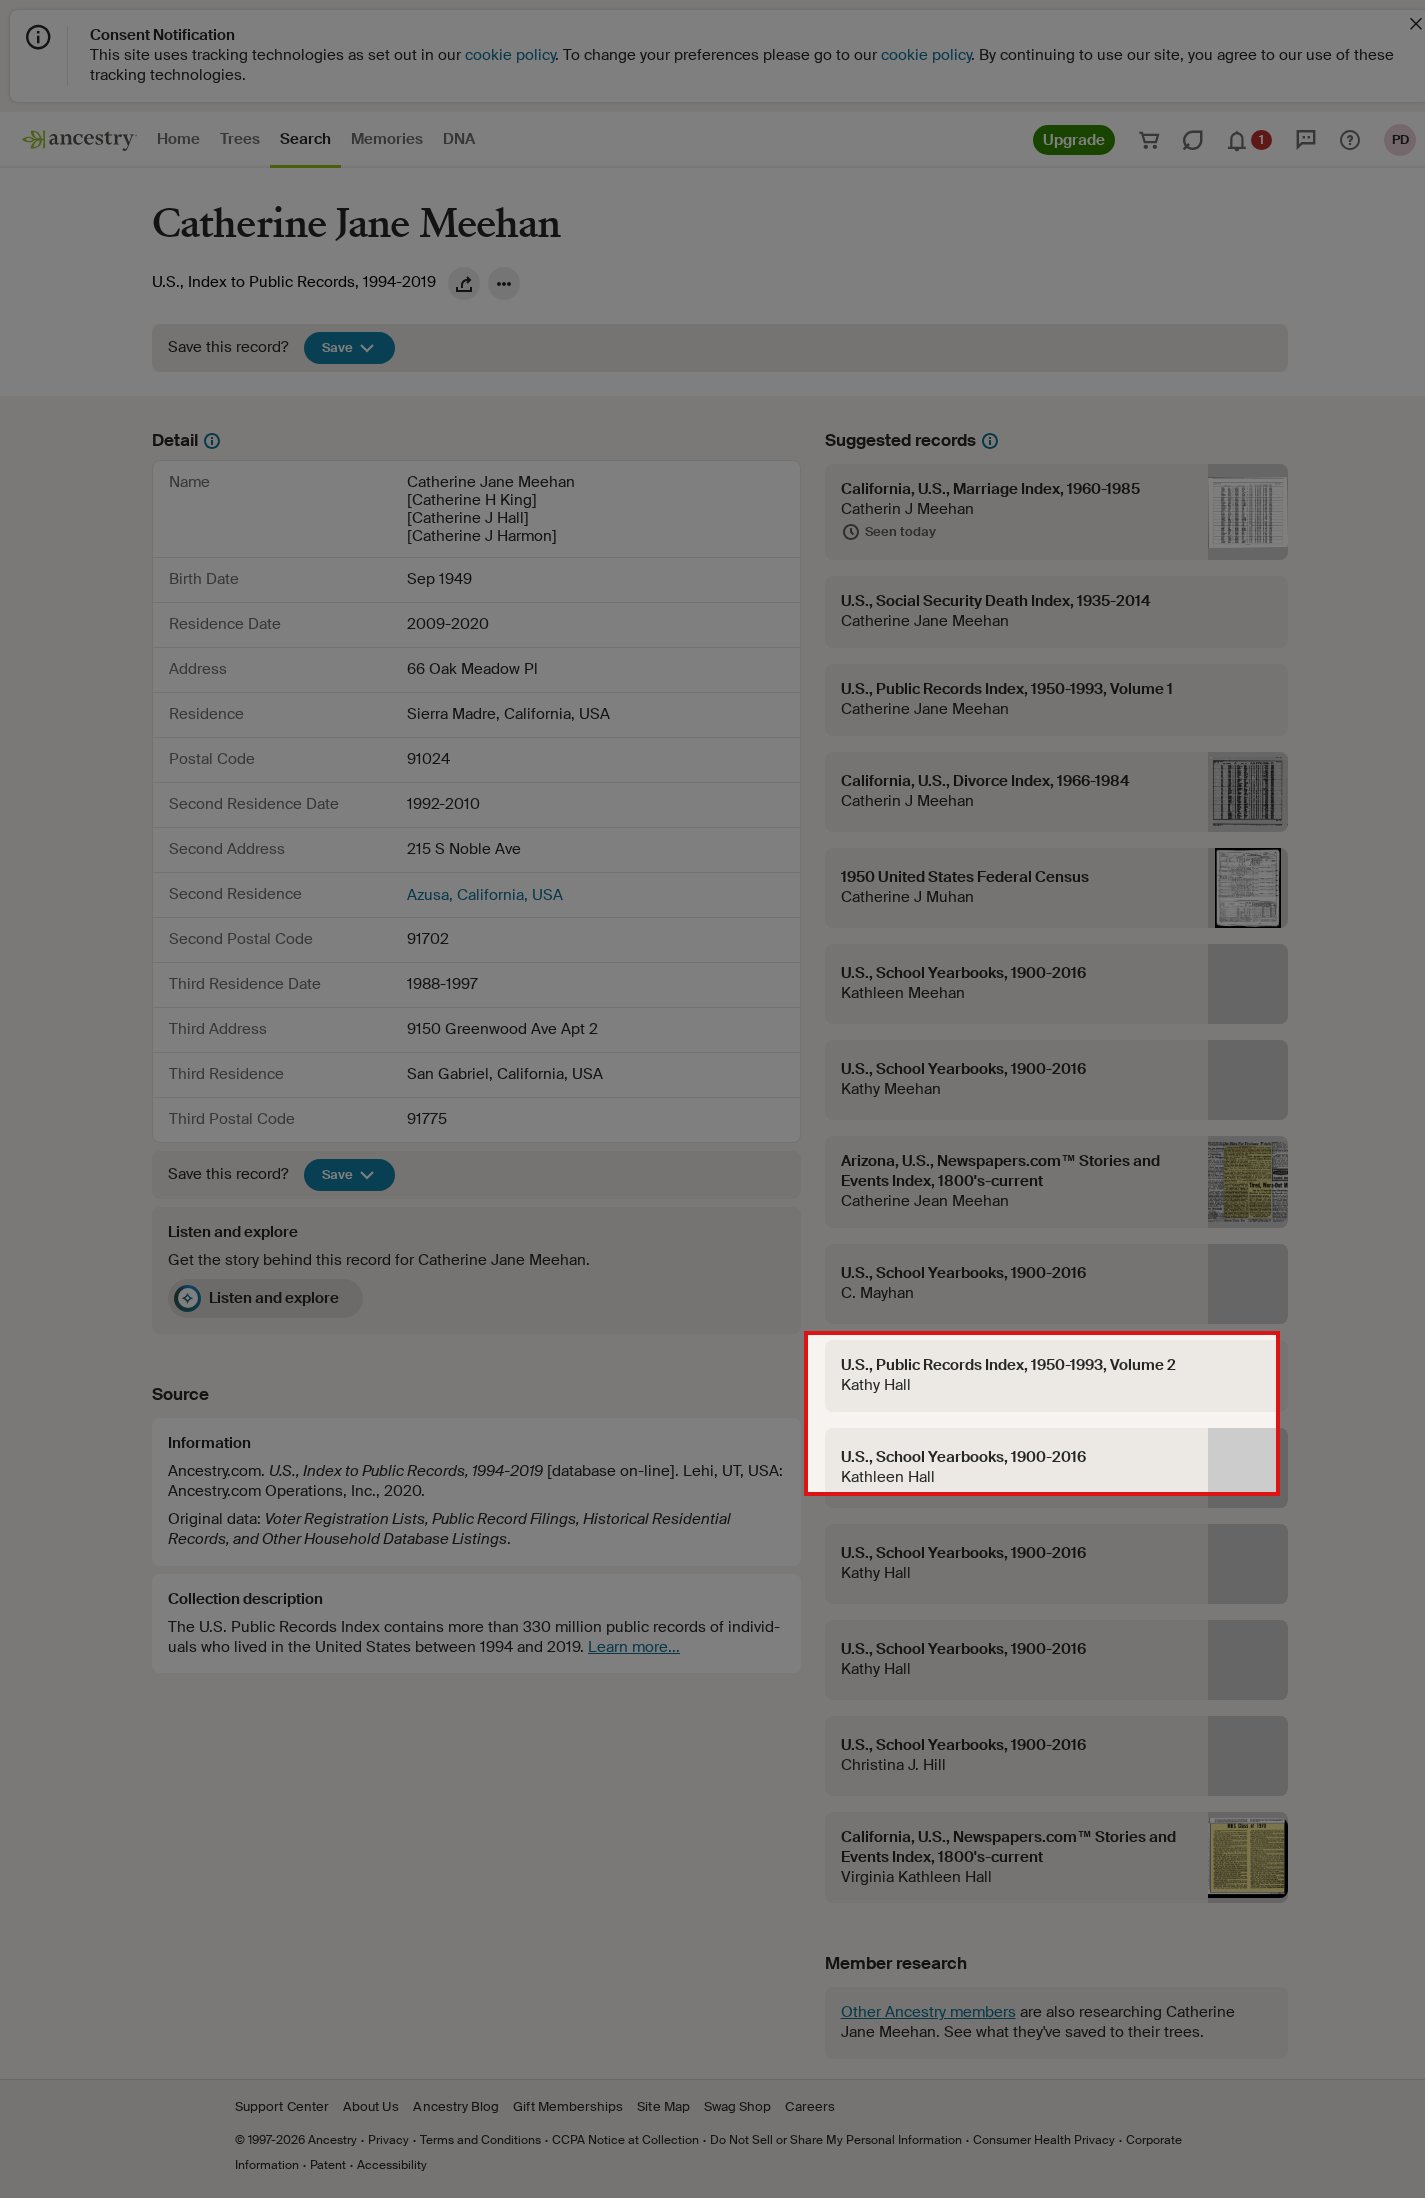 Consent Notification
This site uses tracking technologies as set out in our cookie policy. To change your preferences please go to our cookie policy. By continuing to use our site, you agree to our use of these
tracking technologies.
ancestry Home Trees Search Memories DNA Upgrade 1 PD
Catherine Jane Meehan
U.S., Index to Public Records, 1994-2019
Save this record? Save
Detail
Name Catherine Jane Meehan
[Catherine H King]
[Catherine J Hall]
[Catherine J Harmon]
Birth Date Sep 1949
Residence Date 2009-2020
Address 66 Oak Meadow Pl
Residence Sierra Madre, California, USA
Postal Code 91024
Second Residence Date 1992-2010
Second Address 215 S Noble Ave
Second Residence Azusa, California, USA
Second Postal Code 91702
Third Residence Date 1988-1997
Third Address 9150 Greenwood Ave Apt 2
Third Residence San Gabriel, California, USA
Third Postal Code 91775
Save this record? Save
Listen and explore
Get the story behind this record for Catherine Jane Meehan.
Listen and explore
Source
Information
Ancestry.com. U.S., Index to Public Records, 1994-2019 [database on-line]. Lehi, UT, USA:
Ancestry.com Operations, Inc., 2020.
Original data: Voter Registration Lists, Public Record Filings, Historical Residential
Records, and Other Household Database Listings.
Collection description
The U.S. Public Records Index contains more than 330 million public records of individ-
uals who lived in the United States between 1994 and 2019. Learn more...
Suggested records
California, U.S., Marriage Index, 1960-1985
Catherin J Meehan
Seen today
U.S., Social Security Death Index, 1935-2014
Catherine Jane Meehan
U.S., Public Records Index, 1950-1993, Volume 1
Catherine Jane Meehan
California, U.S., Divorce Index, 1966-1984
Catherin J Meehan
1950 United States Federal Census
Catherine J Muhan
U.S., School Yearbooks, 1900-2016
Kathleen Meehan
U.S., School Yearbooks, 1900-2016
Kathy Meehan
Arizona, U.S., Newspapers.com™ Stories and
Events Index, 1800's-current
Catherine Jean Meehan
U.S., School Yearbooks, 1900-2016
C. Mayhan
U.S., Public Records Index, 1950-1993, Volume 2
Kathy Hall
U.S., School Yearbooks, 1900-2016
Kathleen Hall
U.S., School Yearbooks, 1900-2016
Kathy Hall
U.S., School Yearbooks, 1900-2016
Kathy Hall
U.S., School Yearbooks, 1900-2016
Christina J. Hill
California, U.S., Newspapers.com™ Stories and
Events Index, 1800's-current
Virginia Kathleen Hall
Member research
Other Ancestry members are also researching Catherine
Jane Meehan. See what they've saved to their trees.
Support Center About Us Ancestry Blog Gift Memberships Site Map Swag Shop Careers
© 1997-2026 Ancestry · Privacy · Terms and Conditions · CCPA Notice at Collection · Do Not Sell or Share My Personal Information · Consumer Health Privacy · Corporate
Information · Patent · Accessibility